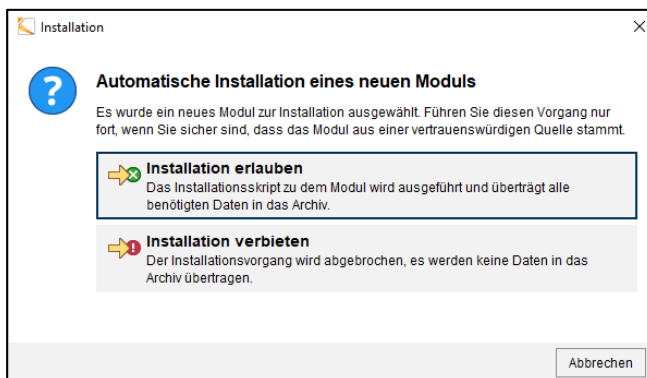 Installation
Automatische Installation eines neuen Moduls
Es wurde ein neues Modul zur Installation ausgewählt. Führen Sie diesen Vorgang nur
fort, wenn Sie sicher sind, dass das Modul aus einer vertrauenswürdigen Quelle stammt.
Installation erlauben
Das Installationsskript zu dem Modul wird ausgeführt und überträgt alle
benötigten Daten in das Archiv.
Installation verbieten
Der Installationsvorgang wird abgebrochen, es werden keine Daten in das
Archiv übertragen.
Abbrechen